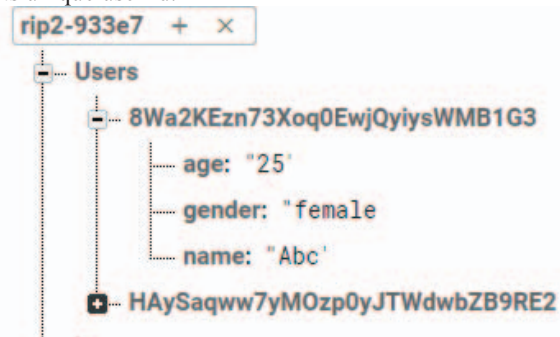 rip2-933e7 + ×
Users
8Wa2KEzn73Xoq0EwjQyiysWMB1G3
age: "25'
gender: "female
name: "Abc'
HAySaqww7yMOzp0yJTWdwbZB9RE2